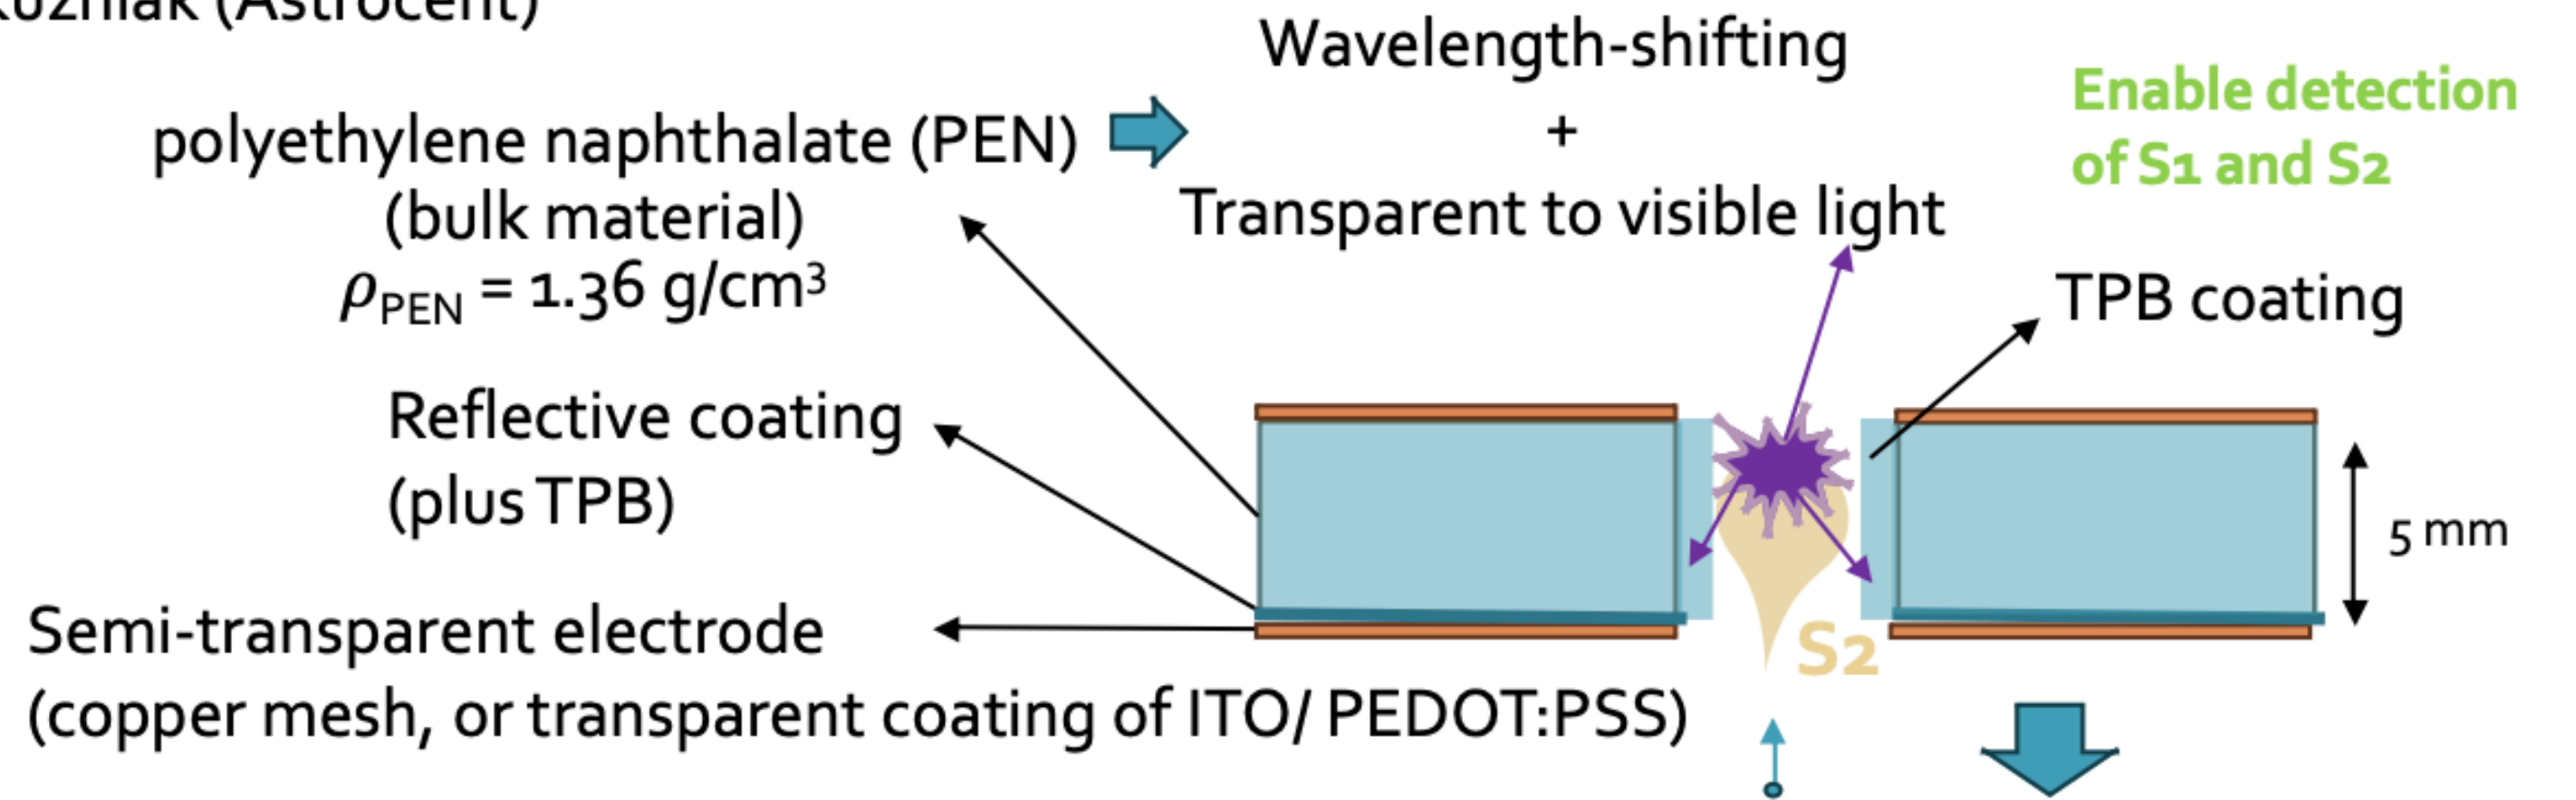 (Astrocent)
Wavelength-shifting
+
Transparent to visible light
Enable detection
of S1 and S2
polyethylene naphthalate (PEN)
(bulk material)
ρPEN = 1.36 g/cm³
TPB coating
Reflective coating
(plus TPB)
5 mm
Semi-transparent electrode
(copper mesh, or transparent coating of ITO/ PEDOT:PSS)
S2